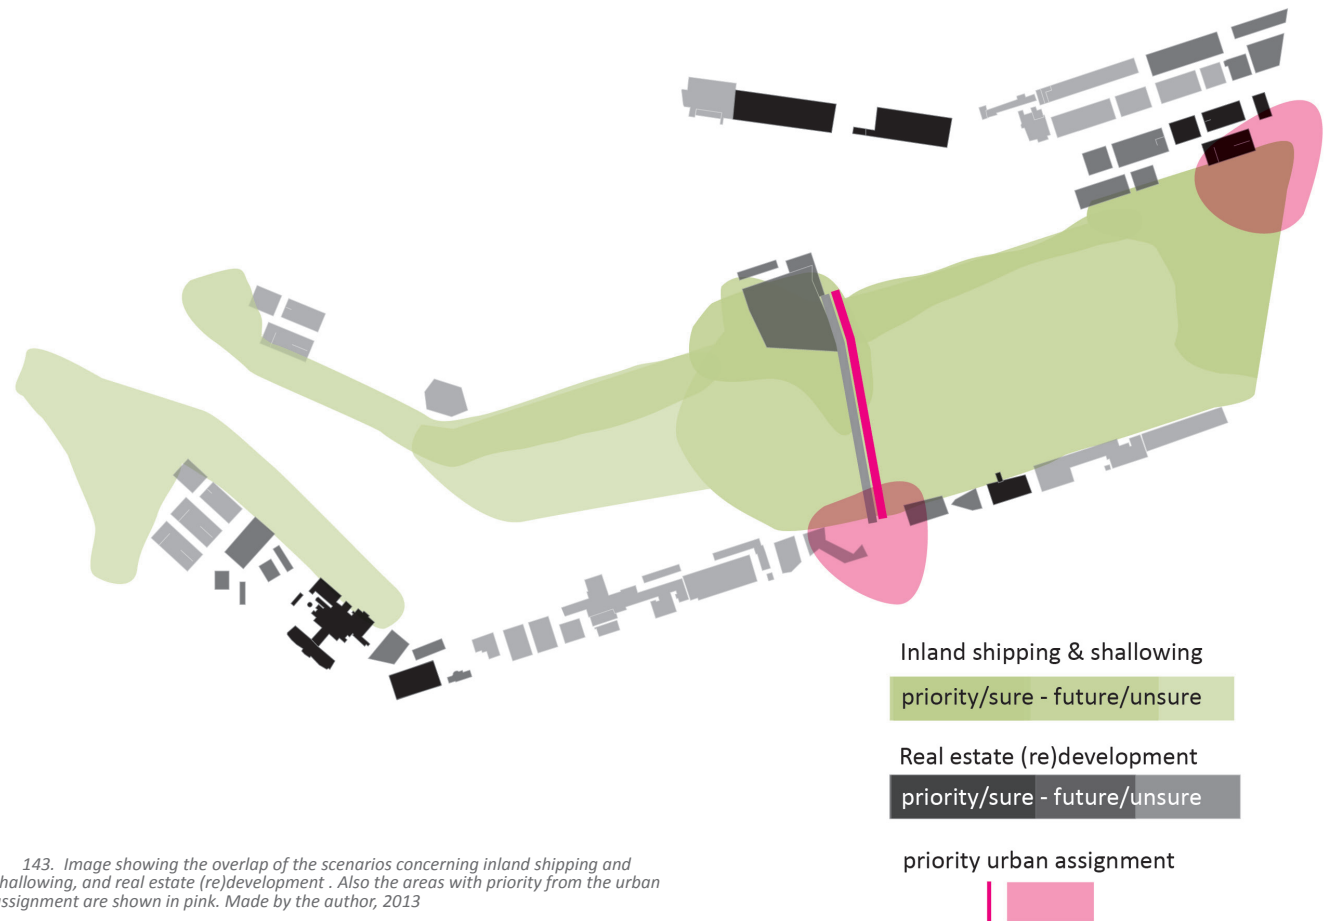 Inland shipping & shallowing
priority/sure - future/unsure
Real estate (re)development
priority/sure - future/unsure
priority urban assignment
143. Image showing the overlap of the scenarios concerning inland shipping and
hallowing, and real estate (re)development . Also the areas with priority from the urban
ssignment are shown in pink. Made by the author, 2013